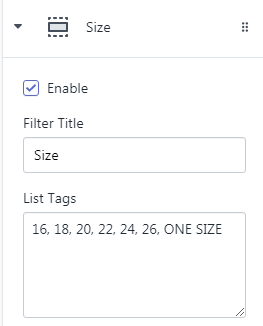 Size
Enable
Filter Title
Size
List Tags
16, 18, 20, 22, 24, 26, ONE SIZE